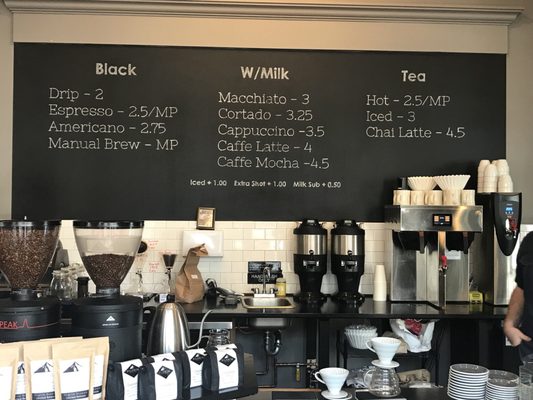 Black
Drip - 2
Espresso - 2.5/MP
Americano - 2.75
Manual Brew - MP
W/Milk
Macchiato - 3
Cortado - 3.25
Cappuccino -3.5
Caffe Latte - 4
Caffe Mocha -4.5
Tea
Hot - 2.5/MP
Iced - 3
Chai Latte - 4.5
Iced + 1.00 Extra Shot + 1.00 Milk Sub + 0.50
PEAK